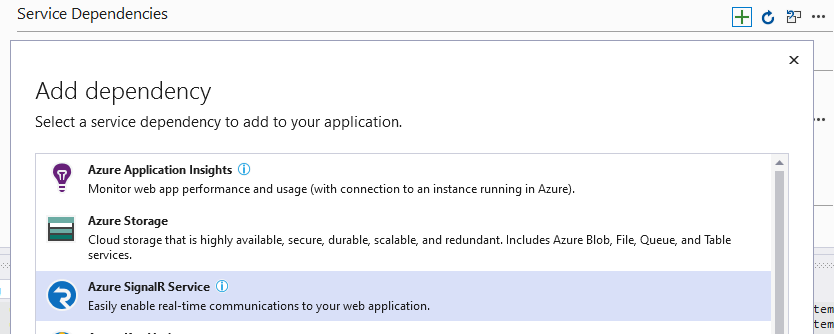 Service Dependencies
Add dependency
Select a service dependency to add to your application.
Azure Application Insights
Monitor web app performance and usage (with connection to an instance running in Azure).
Azure Storage
Cloud storage that is highly available, secure, durable, scalable, and redundant. Includes Azure Blob, File, Queue, and Table
services.
Azure SignalR Service
Easily enable real-time communications to your web application.
tem
tem